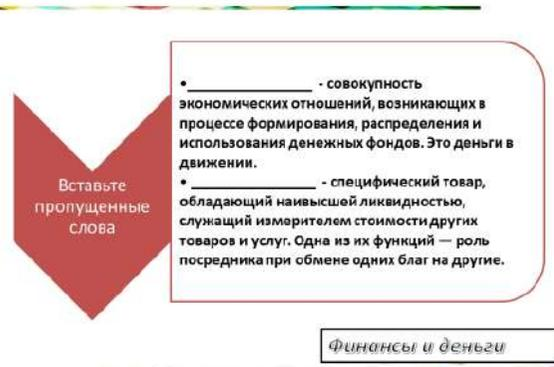 • ________________ - совокупность
экономических отношений, возникающих в
процессе формирования, распределения и
использования денежных фондов. Это деньги в
движении.
• ________________ - специфический товар,
обладающий наивысшей ликвидностью,
служащий измерителем стоимости других
товаров и услуг. Одна из их функций — роль
посредника при обмене одних благ на другие.
Вставьте
пропущенные
слова
Финансы и деньги